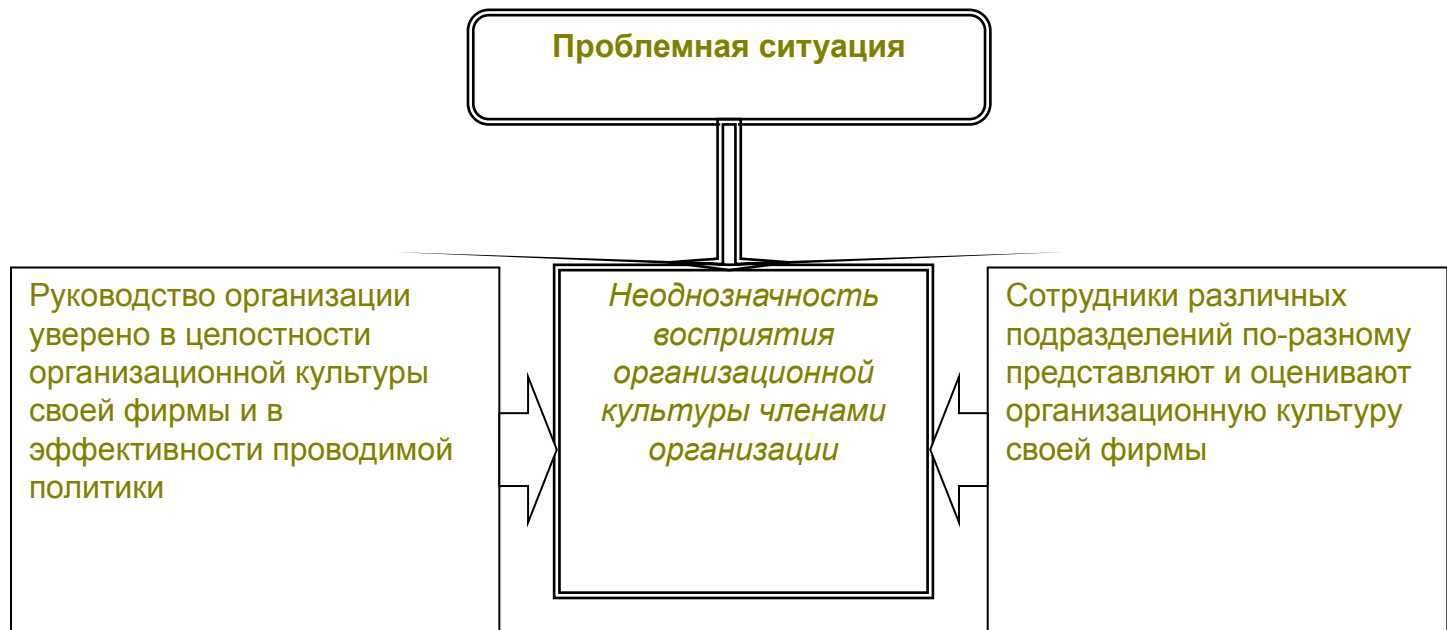 Проблемная ситуация
Руководство организации
уверено в целостности
организационной культуры
своей фирмы и в
эффективности проводимой
политики
Неоднозначность
восприятия
организационной
культуры членами
организации
Сотрудники различных
подразделений по-разному
представляют и оценивают
организационную культуру
своей фирмы